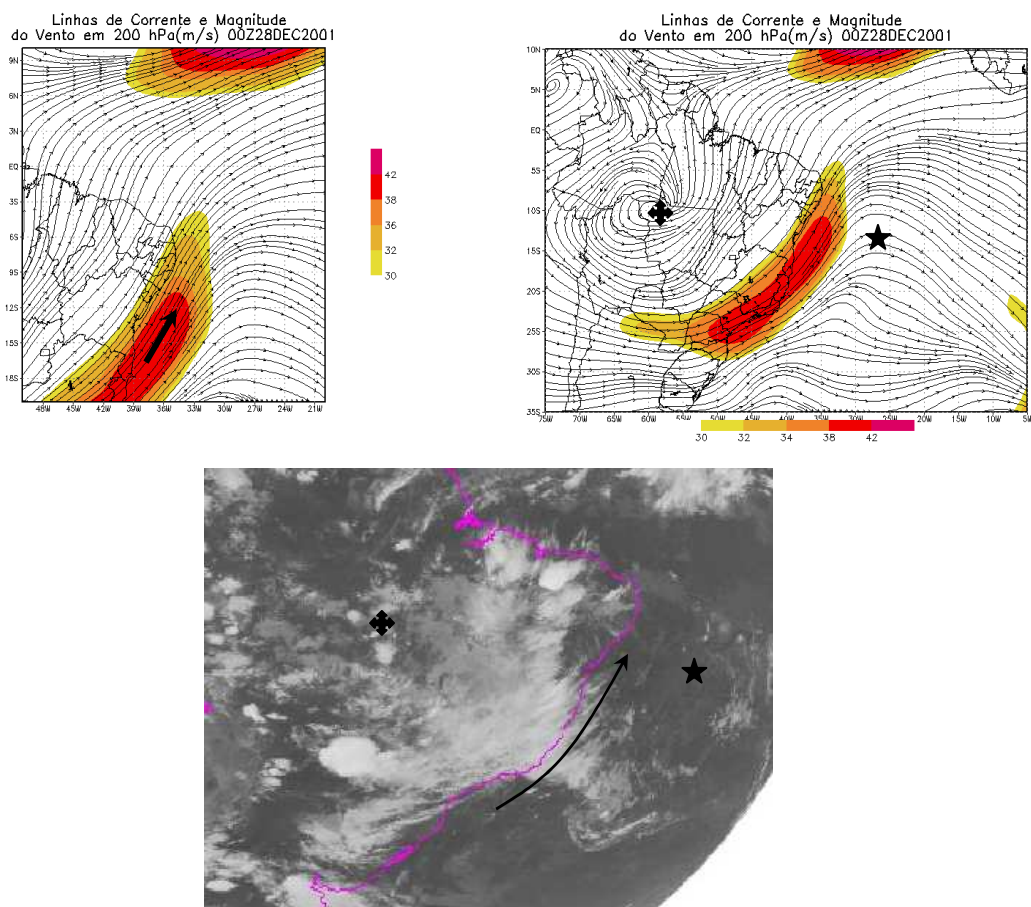 Linhas de Corrente e Magnitude
do Vento em 200 hPa(m/s) 00Z28DEC2001
9N
6N
3N
EQ
3S
6S
9S
12S
15S
18S
48W 45W 42W 39W 36W 33W 30W 27W 24W 21W
42
38
36
32
30
Linhas de Corrente e Magnitude
do Vento em 200 hPa(m/s) 00Z28DEC2001
10N
5N
EQ
5S
10S
15S
20S
25S
30S
35S
75W 70W 65W 60W 55W 50W 45W 40W 35W 30W 25W 20W 15W 10W 5W
30 32 34 38 42